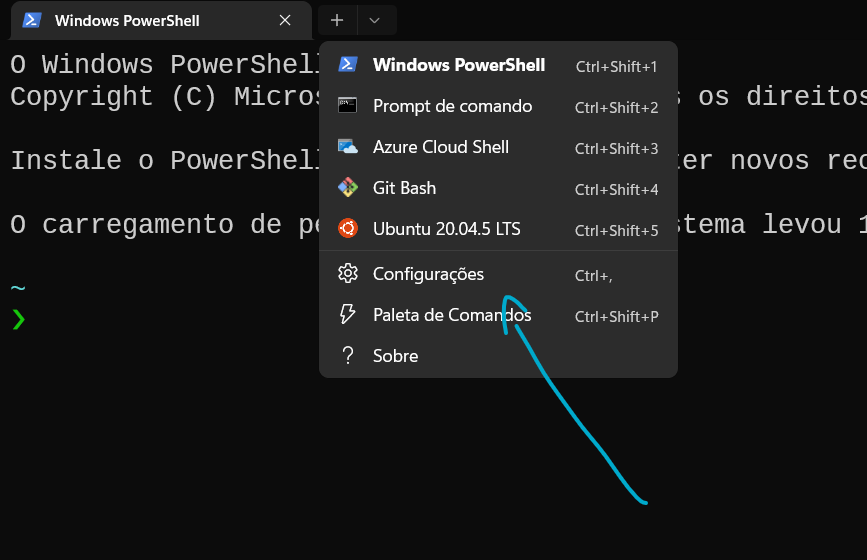 Windows PowerShell
O Windows PowerShell
Copyright (C) Micros
s os direitos
Instale o PowerShell
ter novos rec
O carregamento de pe
stema levou 1
~
❯
Windows PowerShell Ctrl+Shift+1
Prompt de comando Ctrl+Shift+2
Azure Cloud Shell Ctrl+Shift+3
Git Bash Ctrl+Shift+4
Ubuntu 20.04.5 LTS Ctrl+Shift+5
Configurações Ctrl+,
Paleta de Comandos Ctrl+Shift+P
Sobre